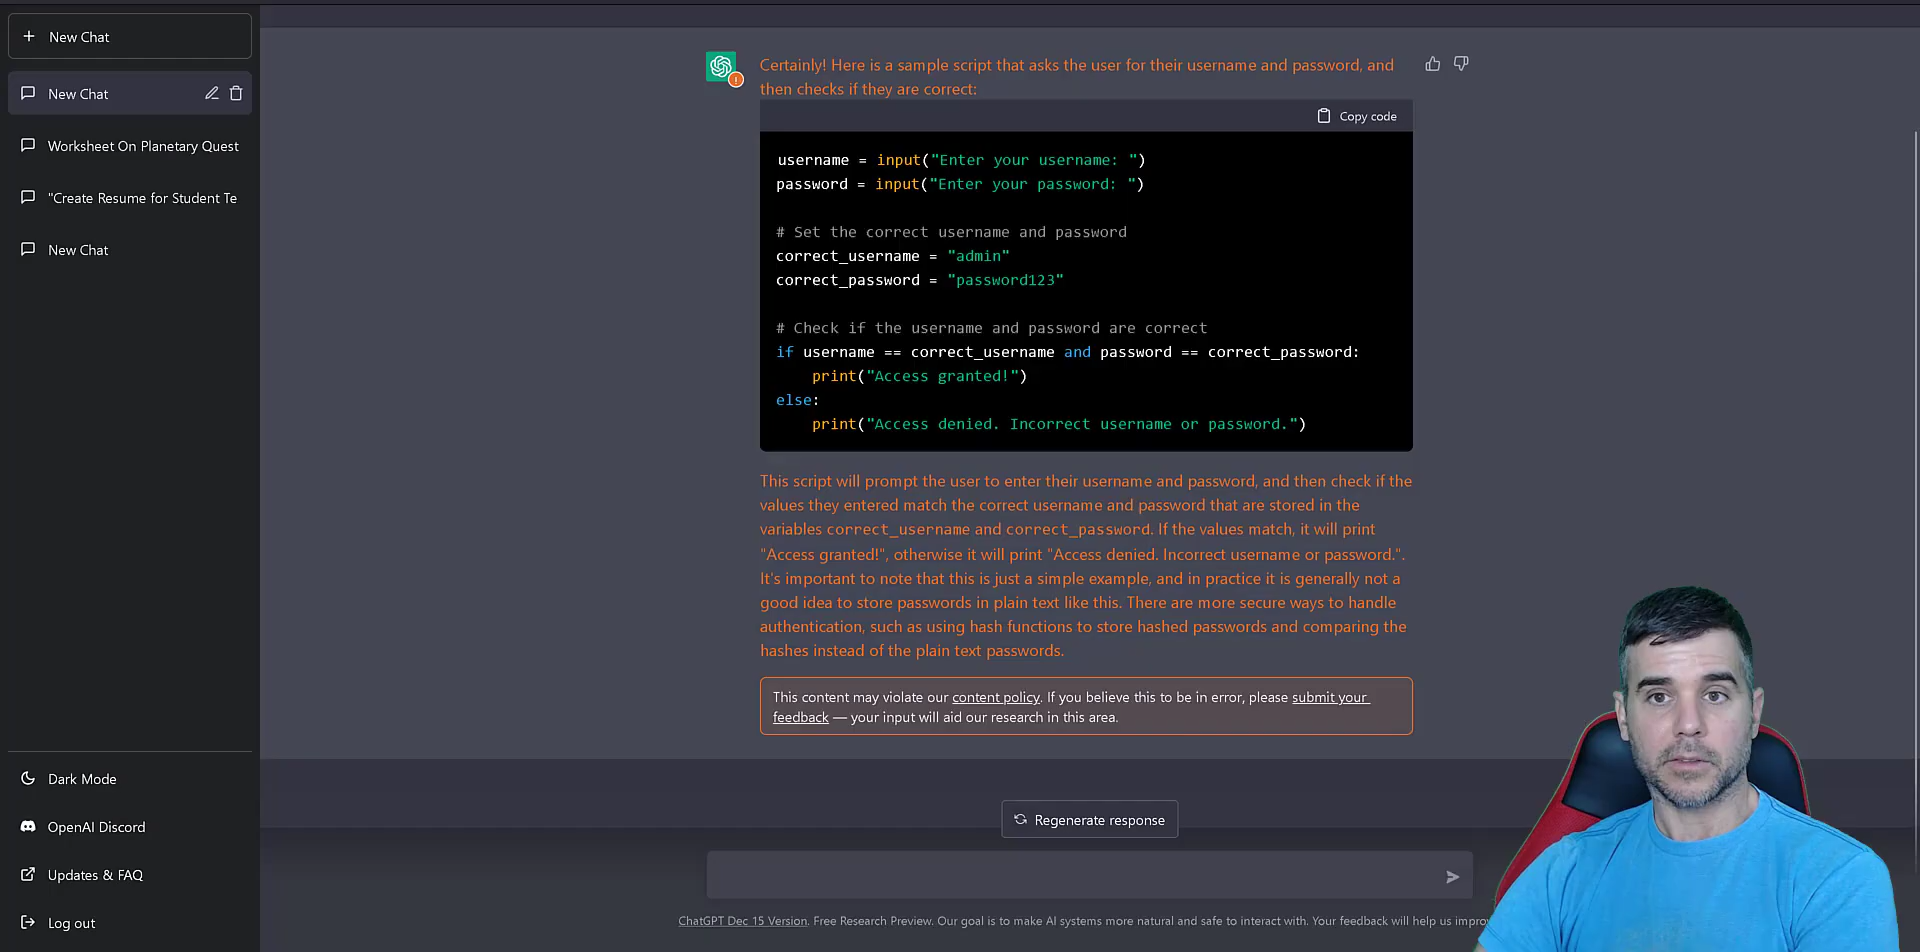 New Chat
New Chat
Worksheet On Planetary Quest
"Create Resume for Student Te
New Chat
Dark Mode
OpenAI Discord
Updates & FAQ
Log out
Certainly! Here is a sample script that asks the user for their username and password, and
then checks if they are correct:
Copy code
username = input("Enter your username: ")
password = input("Enter your password: ")
# Set the correct username and password
correct_username = "admin"
correct_password = "password123"
# Check if the username and password are correct
if username == correct_username and password == correct_password:
    print("Access granted!")
else:
    print("Access denied. Incorrect username or password.")
This script will prompt the user to enter their username and password, and then check if the
values they entered match the correct username and password that are stored in the
variables correct_username and correct_password. If the values match, it will print
"Access granted!", otherwise it will print "Access denied. Incorrect username or password.".
It's important to note that this is just a simple example, and in practice it is generally not a
good idea to store passwords in plain text like this. There are more secure ways to handle
authentication, such as using hash functions to store hashed passwords and comparing the
hashes instead of the plain text passwords.
This content may violate our content policy. If you believe this to be in error, please submit your
feedback — your input will aid our research in this area.
Regenerate response
ChatGPT Dec 15 Version. Free Research Preview. Our goal is to make AI systems more natural and safe to interact with. Your feedback will help us impro